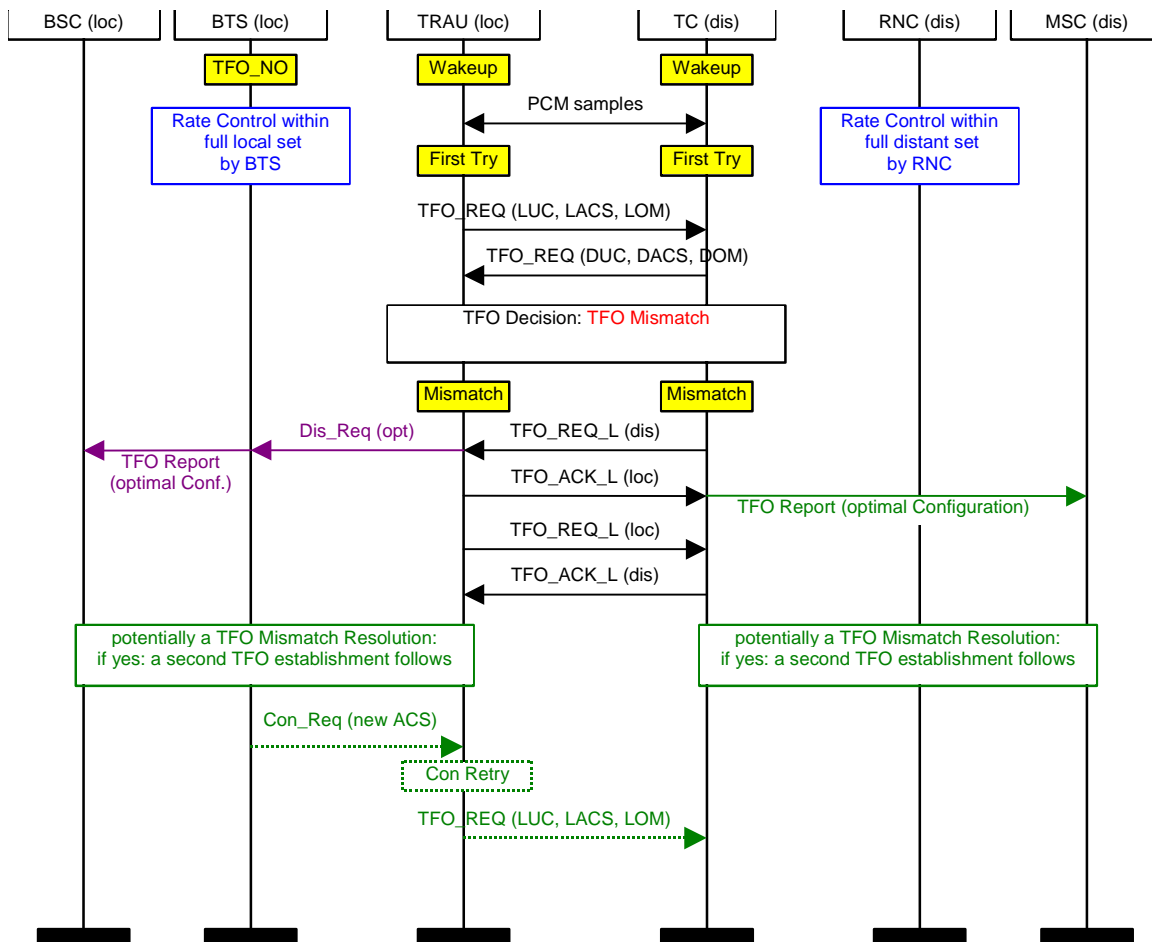 BSC (loc)
BTS (loc)
TRAU (loc)
TC (dis)
RNC (dis)
MSC (dis)
TFO_NO
Wakeup
Wakeup
PCM samples
Rate Control within
full local set
by BTS
Rate Control within
full distant set
by RNC
First Try
First Try
TFO_REQ (LUC, LACS, LOM)
TFO_REQ (DUC, DACS, DOM)
TFO Decision: TFO Mismatch
Mismatch
Mismatch
Dis_Req (opt)
TFO_REQ_L (dis)
TFO Report
(optimal Conf.)
TFO_ACK_L (loc)
TFO Report (optimal Configuration)
TFO_REQ_L (loc)
TFO_ACK_L (dis)
potentially a TFO Mismatch Resolution:
if yes: a second TFO establishment follows
potentially a TFO Mismatch Resolution:
if yes: a second TFO establishment follows
Con_Req (new ACS)
Con Retry
TFO_REQ (LUC, LACS, LOM)